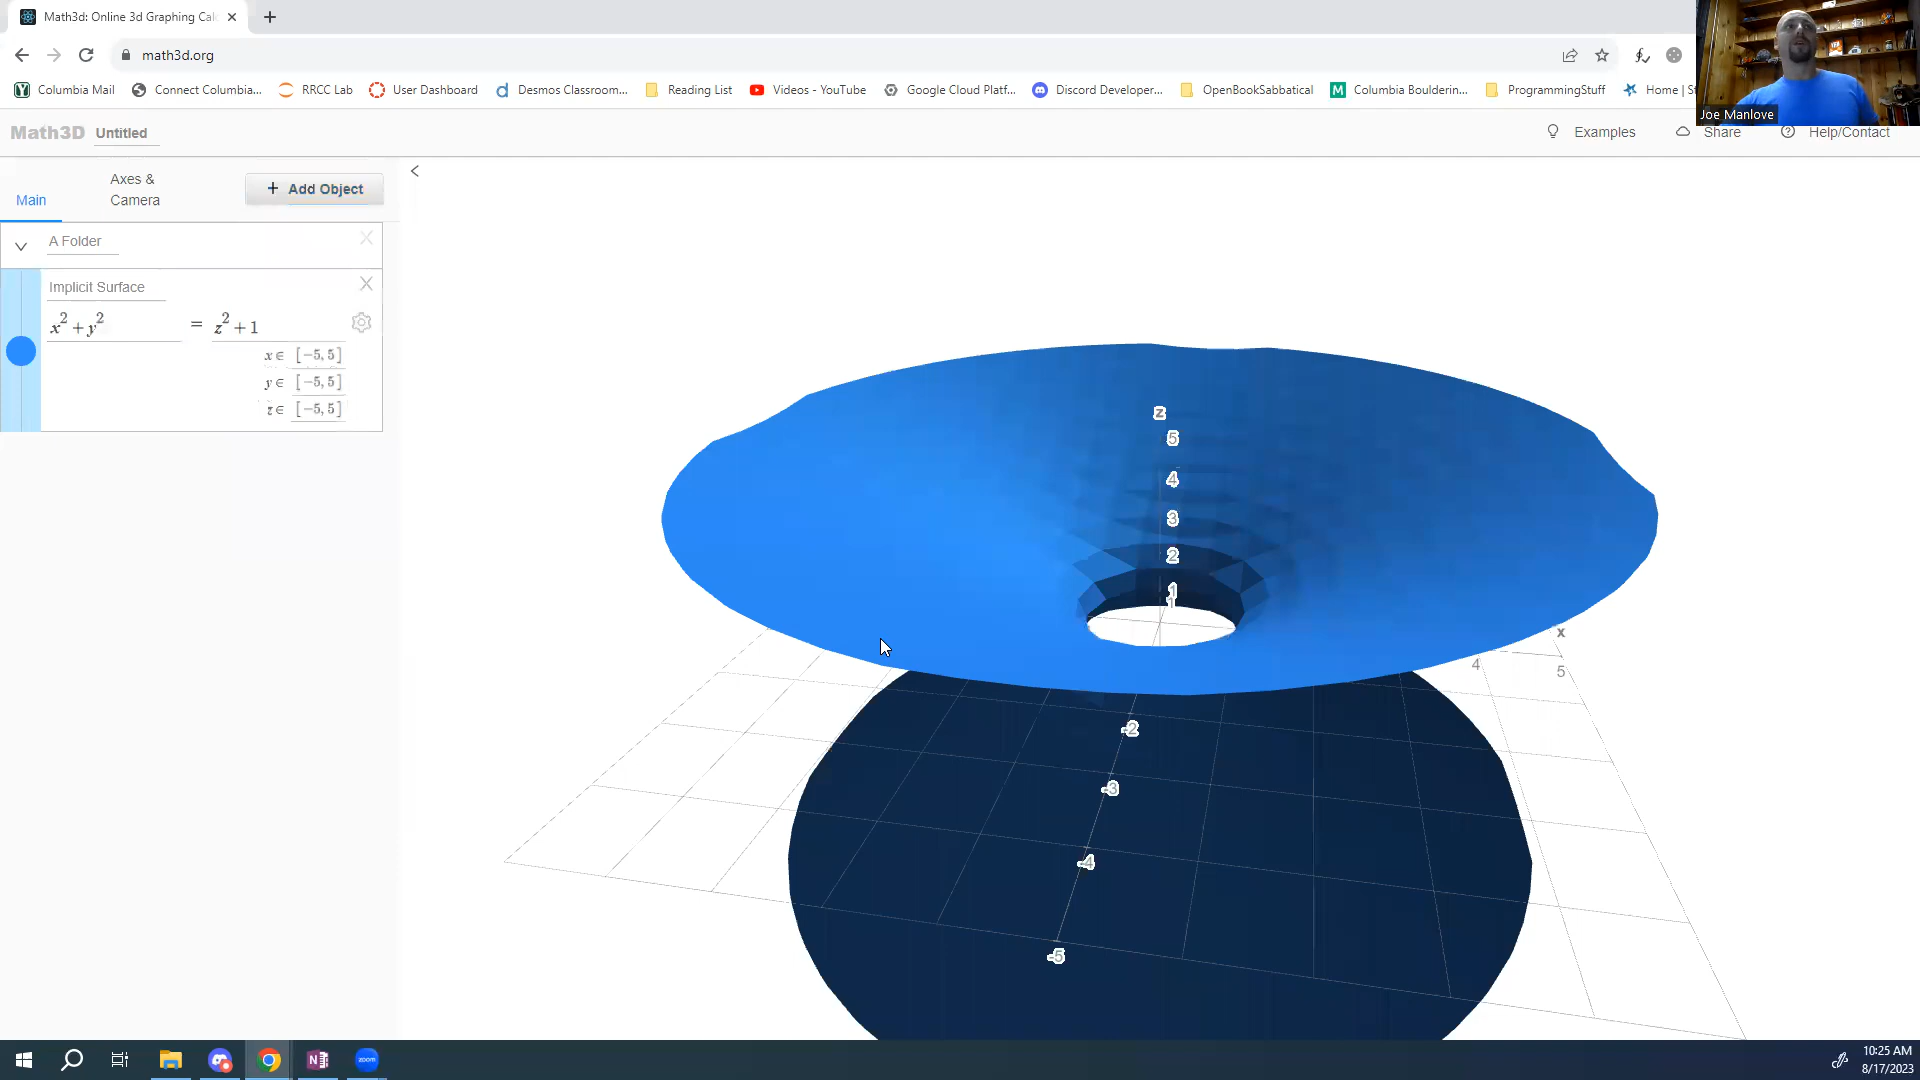 Math3d: Online 3d Graphing Cal
math3d.org
Columbia Mail Connect Columbia... RRCC Lab User Dashboard Desmos Classroom... Reading List Videos - YouTube Google Cloud Platf... Discord Developer... OpenBookSabbatical Columbia Boulderin... ProgrammingStuff Home | St
Joe Manlove
Math3D Untitled
Examples Share Help/Contact
Main
Axes &
Camera
+ Add Object
A Folder
Implicit Surface
x² + y² = z² + 1
x ∈ [−5, 5]
y ∈ [−5, 5]
z ∈ [−5, 5]
z
5
4
3
2
1
1
x
4
5
-2
-3
-4
-5
zoom
10:25 AM
8/17/2023